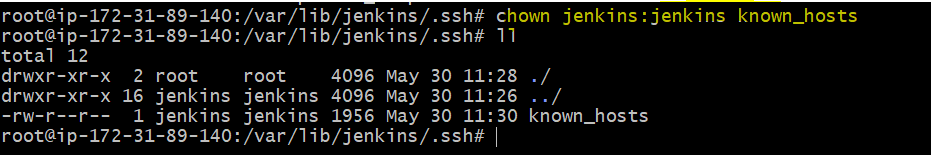 root@ip-172-31-89-140:/var/lib/jenkins/.ssh# chown jenkins:jenkins known_hosts
root@ip-172-31-89-140:/var/lib/jenkins/.ssh# ll
total 12
drwxr-xr-x  2 root    root    4096 May 30 11:28 ./
drwxr-xr-x 16 jenkins jenkins 4096 May 30 11:26 ../
-rw-r--r--  1 jenkins jenkins 1956 May 30 11:30 known_hosts
root@ip-172-31-89-140:/var/lib/jenkins/.ssh#